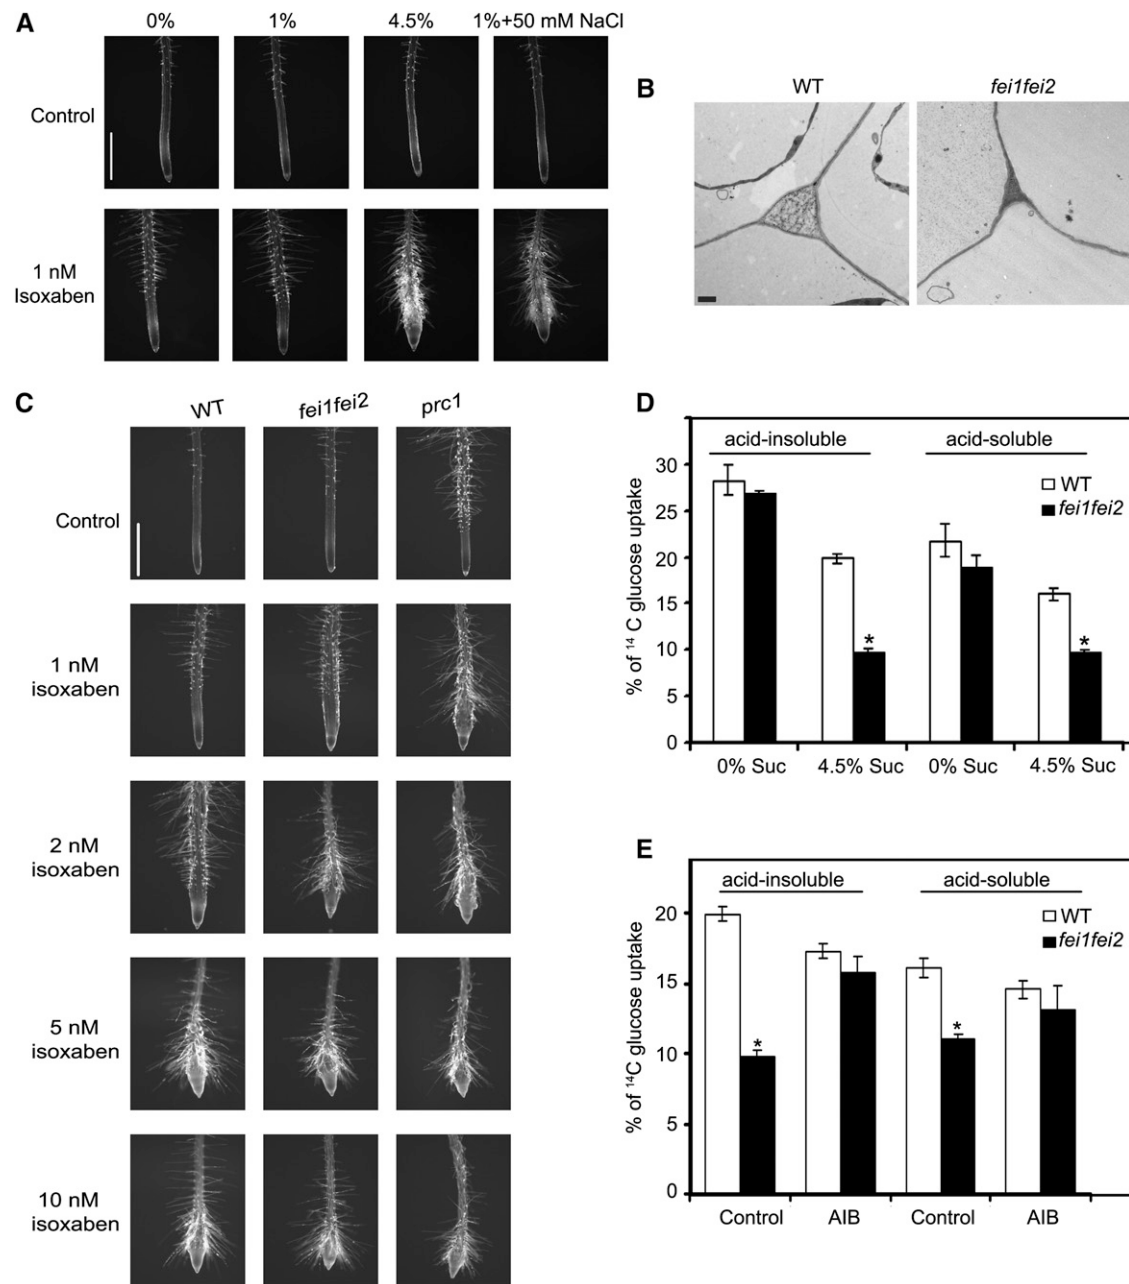 A
0%
1%
4.5%
1%+50 mM NaCl
Control
1 nM
Isoxaben
B
WT
fei1fei2
C
WT
fei1fei2
prc1
Control
1 nM
isoxaben
2 nM
isoxaben
5 nM
isoxaben
10 nM
isoxaben
D
acid-insoluble
acid-soluble
WT
fei1fei2
% of ¹⁴ C glucose uptake
30
25
20
15
10
5
0
*
*
0% Suc
4.5% Suc
0% Suc
4.5% Suc
E
acid-insoluble
acid-soluble
WT
fei1fei2
% of ¹⁴C glucose uptake
20
15
10
5
0
*
*
Control
AIB
Control
AIB